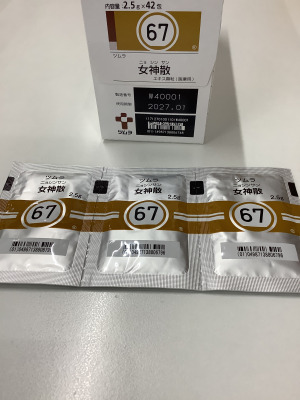 内容量 2.5g×42包
67
ツムラ
ニョ シン サン
女神散
エキス顆粒(医療用)
製造番号
40001
使用期限
2027.01
ツムラ
ツムラ
ニョシンサン
女神散
2.5g
67
ツムラ
ニョシンサン
女神散
2.5g
67
ツムラ
ニョシンサン
女神散
2.5g
67